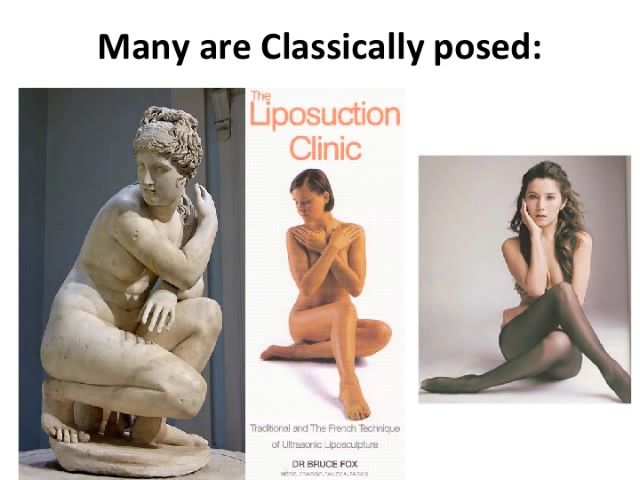 Many are Classically posed:
The
Liposuction
Clinic
Traditional and The French Technique
of Ultrasonic Liposculpture
DR BRUCE FOX